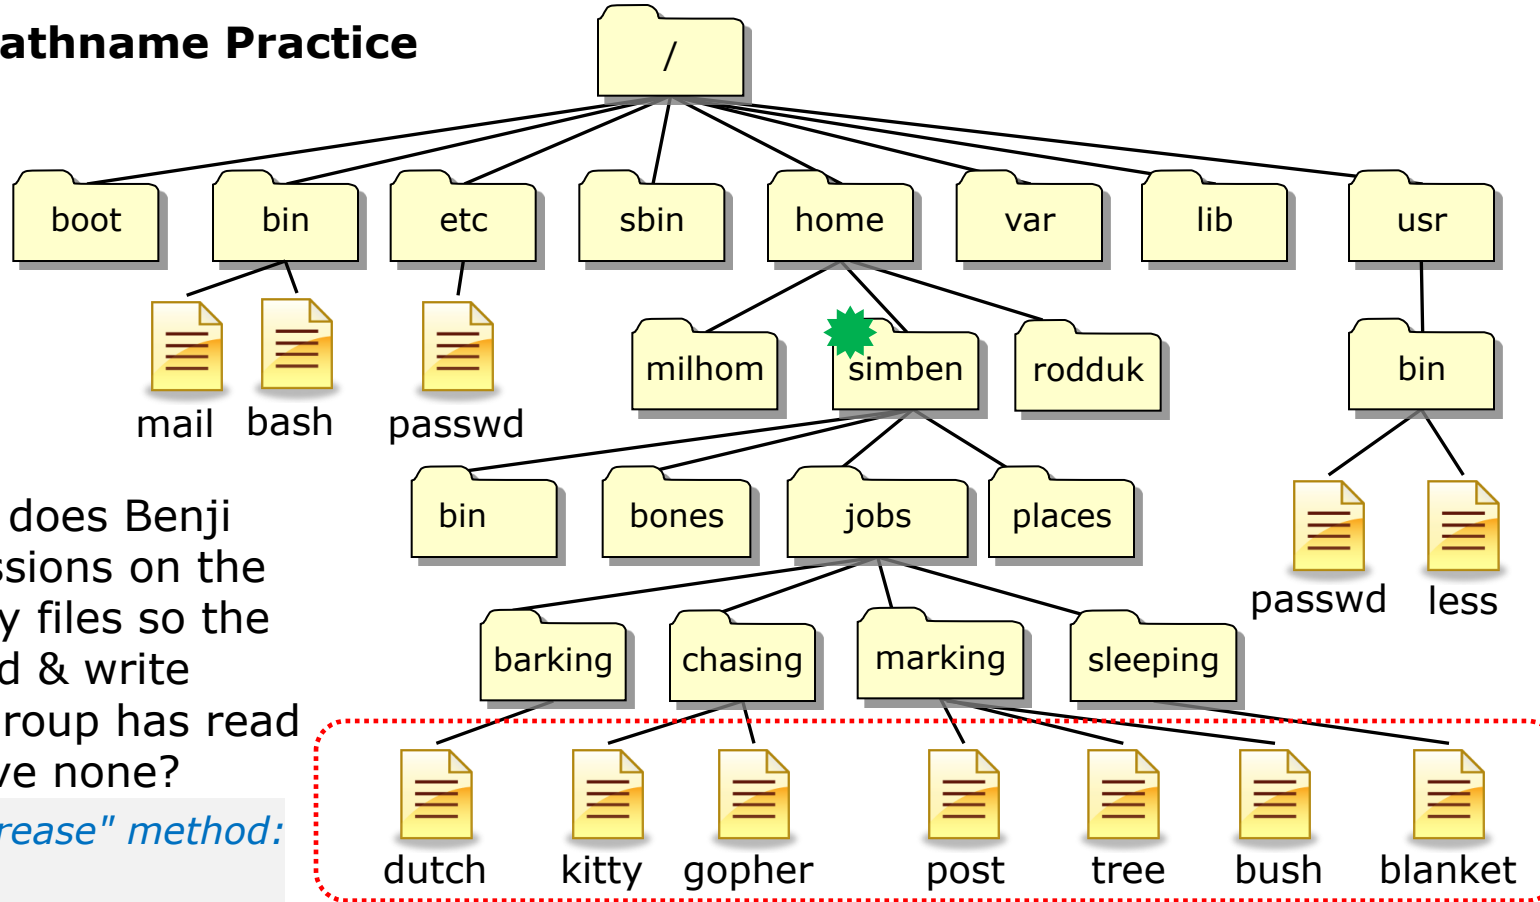 athname Practice
/
boot bin etc sbin home var lib usr
mail bash passwd
milhom simben rodduk bin
bin bones jobs places
passwd less
barking chasing marking sleeping
dutch kitty gopher post tree bush blanket
does Benji
ssions on the
y files so the
d & write
roup has read
ve none?
rease" method: